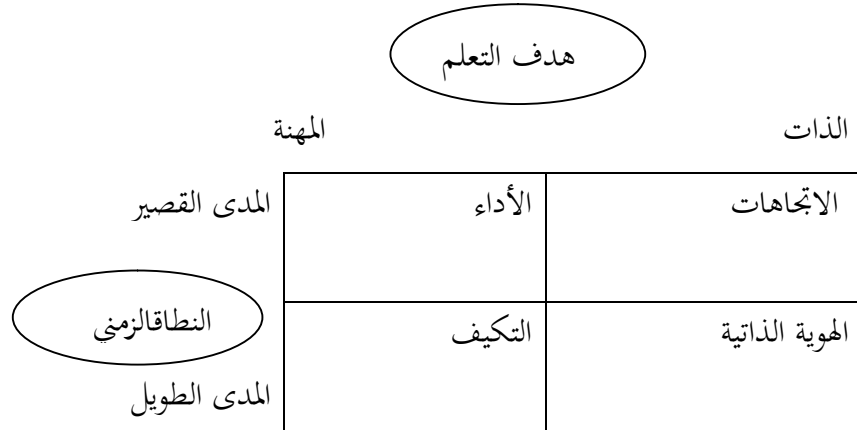 هدف التعلم
الذات المهنة
الاتجاهات الأداء المدى القصير
النطاقالزمني
الهوية الذاتية التكيف
المدى الطويل